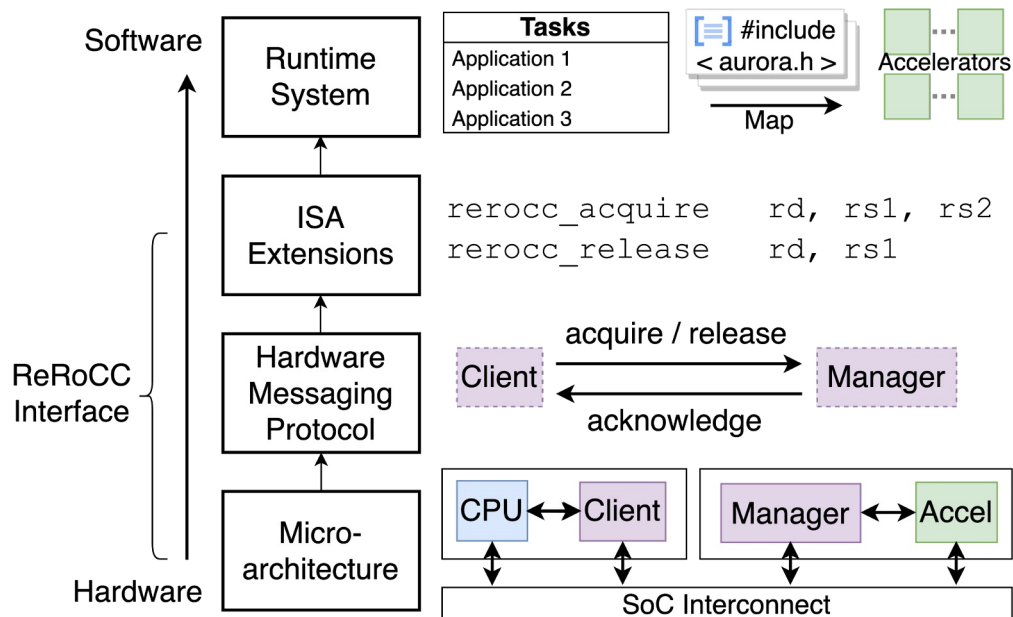 Software
Runtime
System
Tasks
Application 1
Application 2
Application 3
[≡] #include
< aurora.h >
Map
Accelerators
ISA
Extensions
rerocc_acquire rd, rs1, rs2
rerocc_release rd, rs1
ReRoCC
Interface
Hardware
Messaging
Protocol
Client
acquire / release
acknowledge
Manager
Micro-
architecture
CPU
Client
Manager
Accel
Hardware
SoC Interconnect